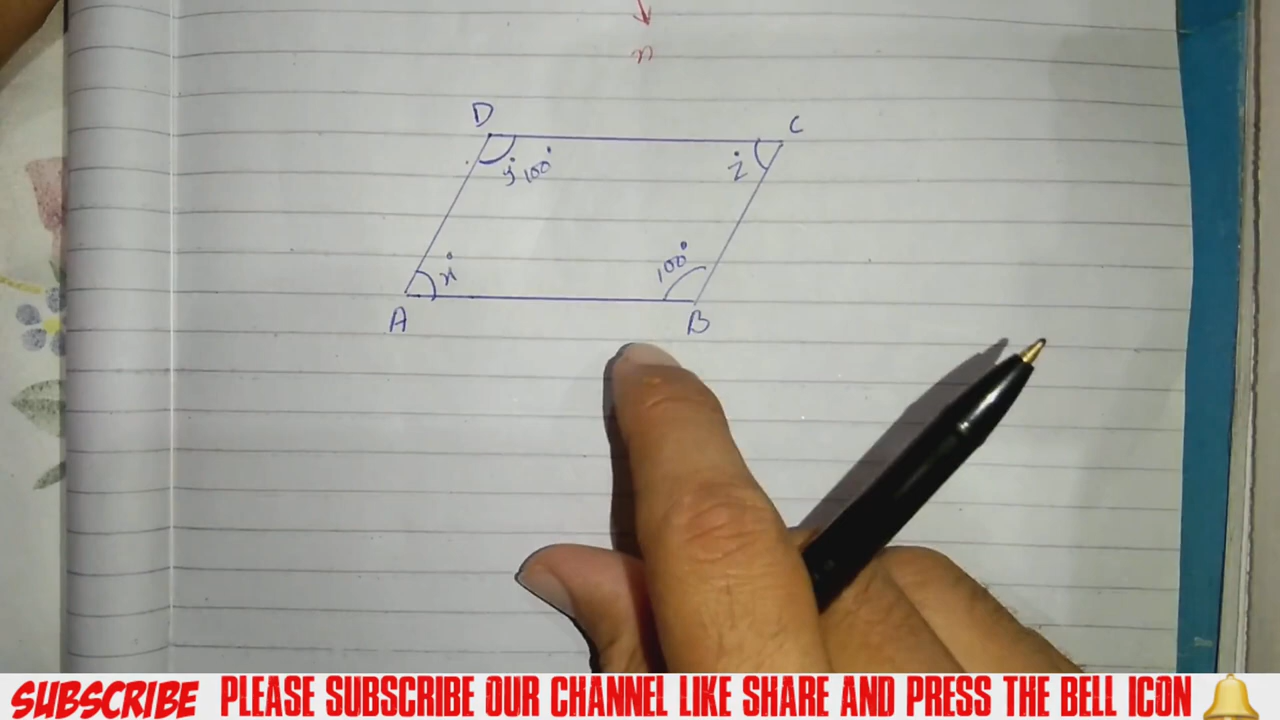 n
D C
y° 100° z°
x° 100°
A B
SUBSCRIBE PLEASE SUBSCRIBE OUR CHANNEL LIKE SHARE AND PRESS THE BELL ICON